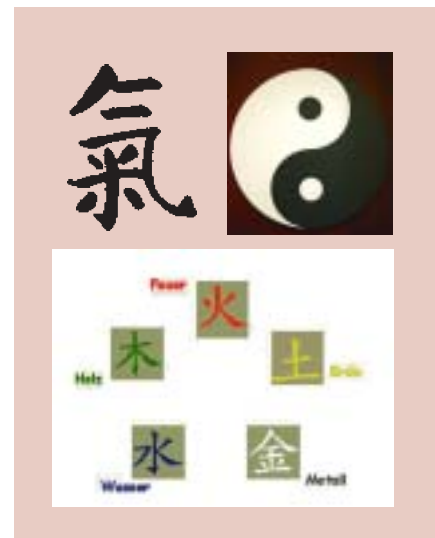 氣
Feuer
火
木
土
Holz
Erde
水
金
Wasser
Metall